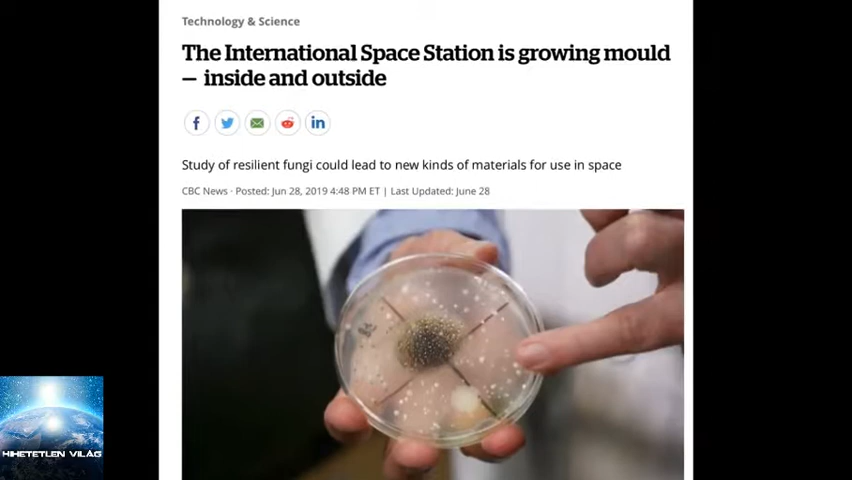 Technology & Science
The International Space Station is growing mould
– inside and outside
Study of resilient fungi could lead to new kinds of materials for use in space
CBC News · Posted: Jun 28, 2019 4:48 PM ET | Last Updated: June 28
HIHETETLEN VILÁG